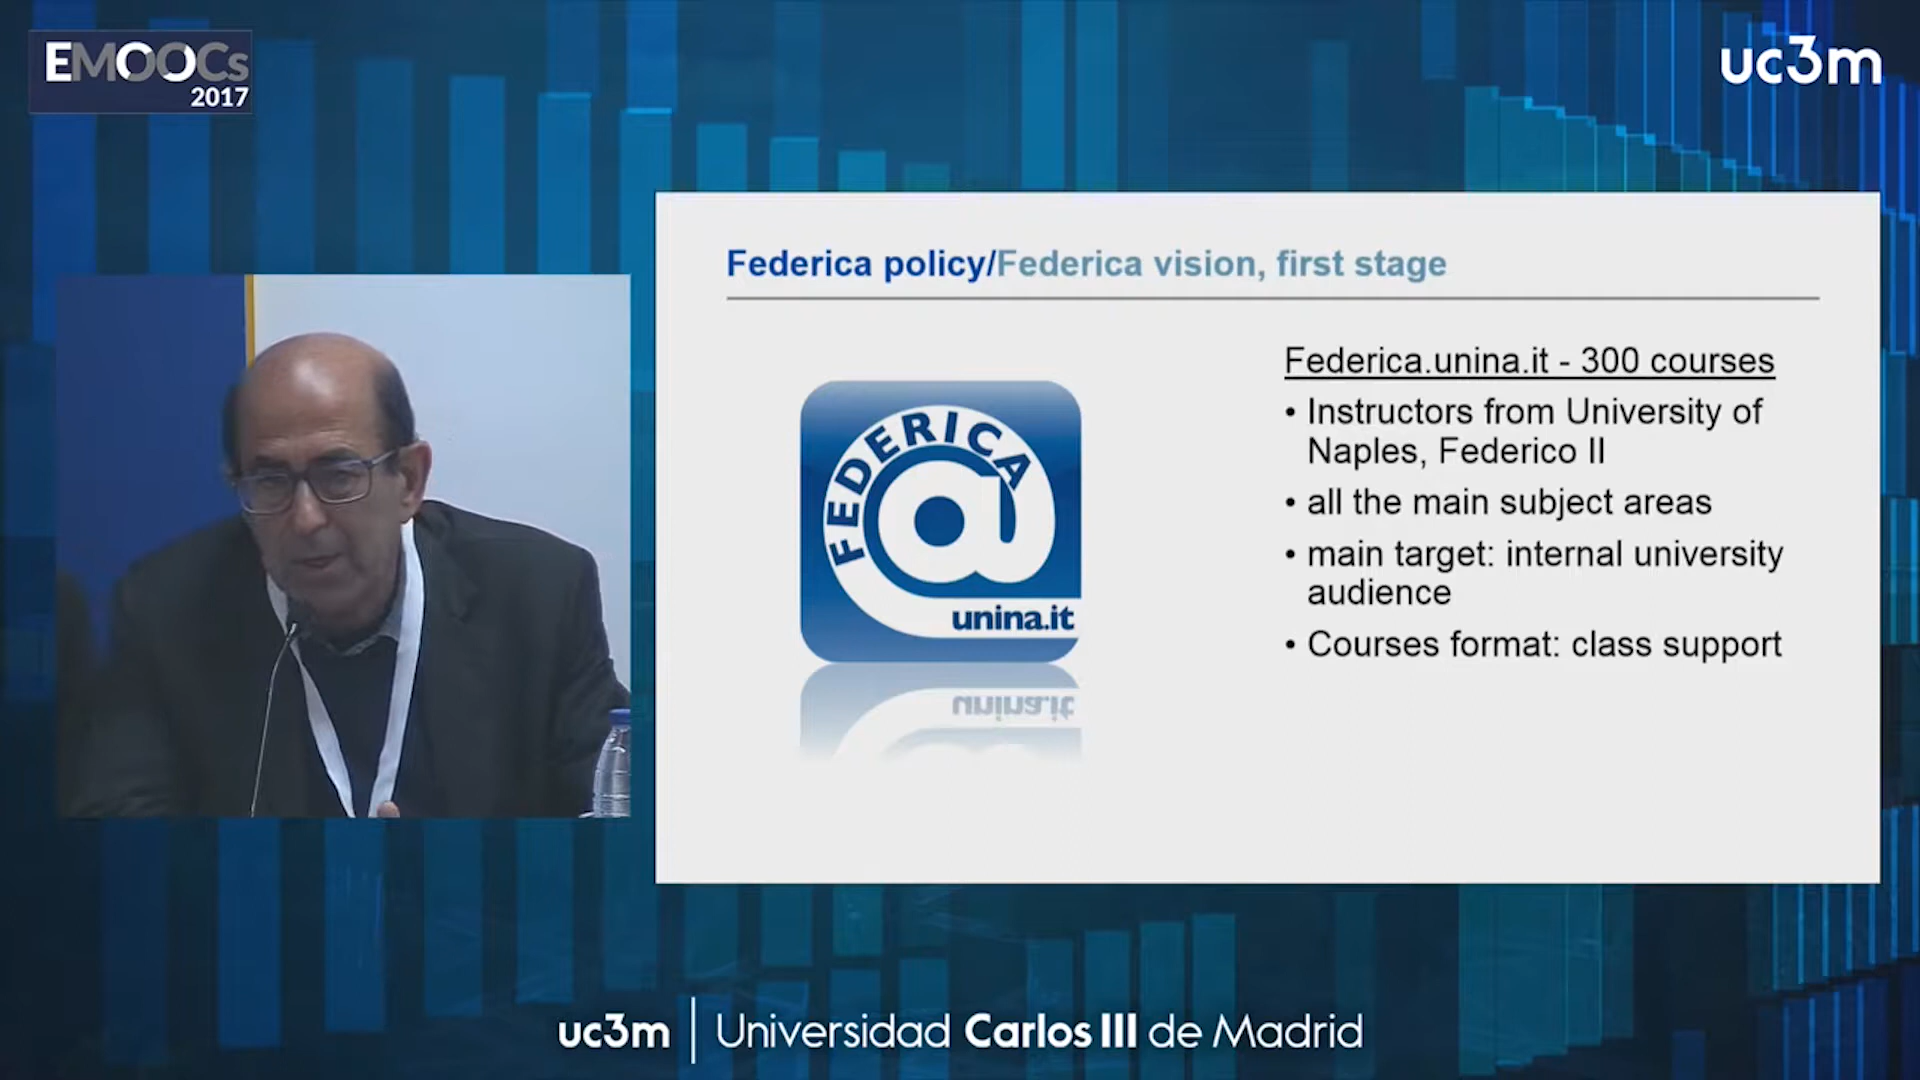 EMOOCs
2017
uc3m
Federica policy/Federica vision, first stage
FEDERICA
unina.it
Federica.unina.it - 300 courses
• Instructors from University of
Naples, Federico II
• all the main subject areas
• main target: internal university
audience
• Courses format: class support
uc3m | Universidad Carlos III de Madrid